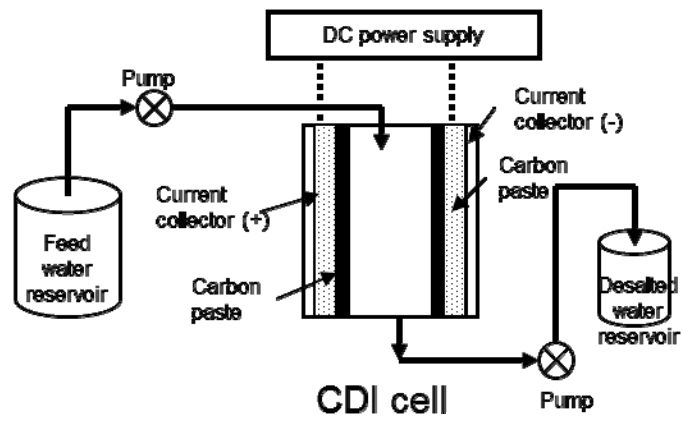 DC power supply
Pump
Current
collector (-)
Carbon
paste
Current
collector (+)
Feed
water
reservoir
Carbon
paste
Desalted
water
reservoir
CDI cell
Pump